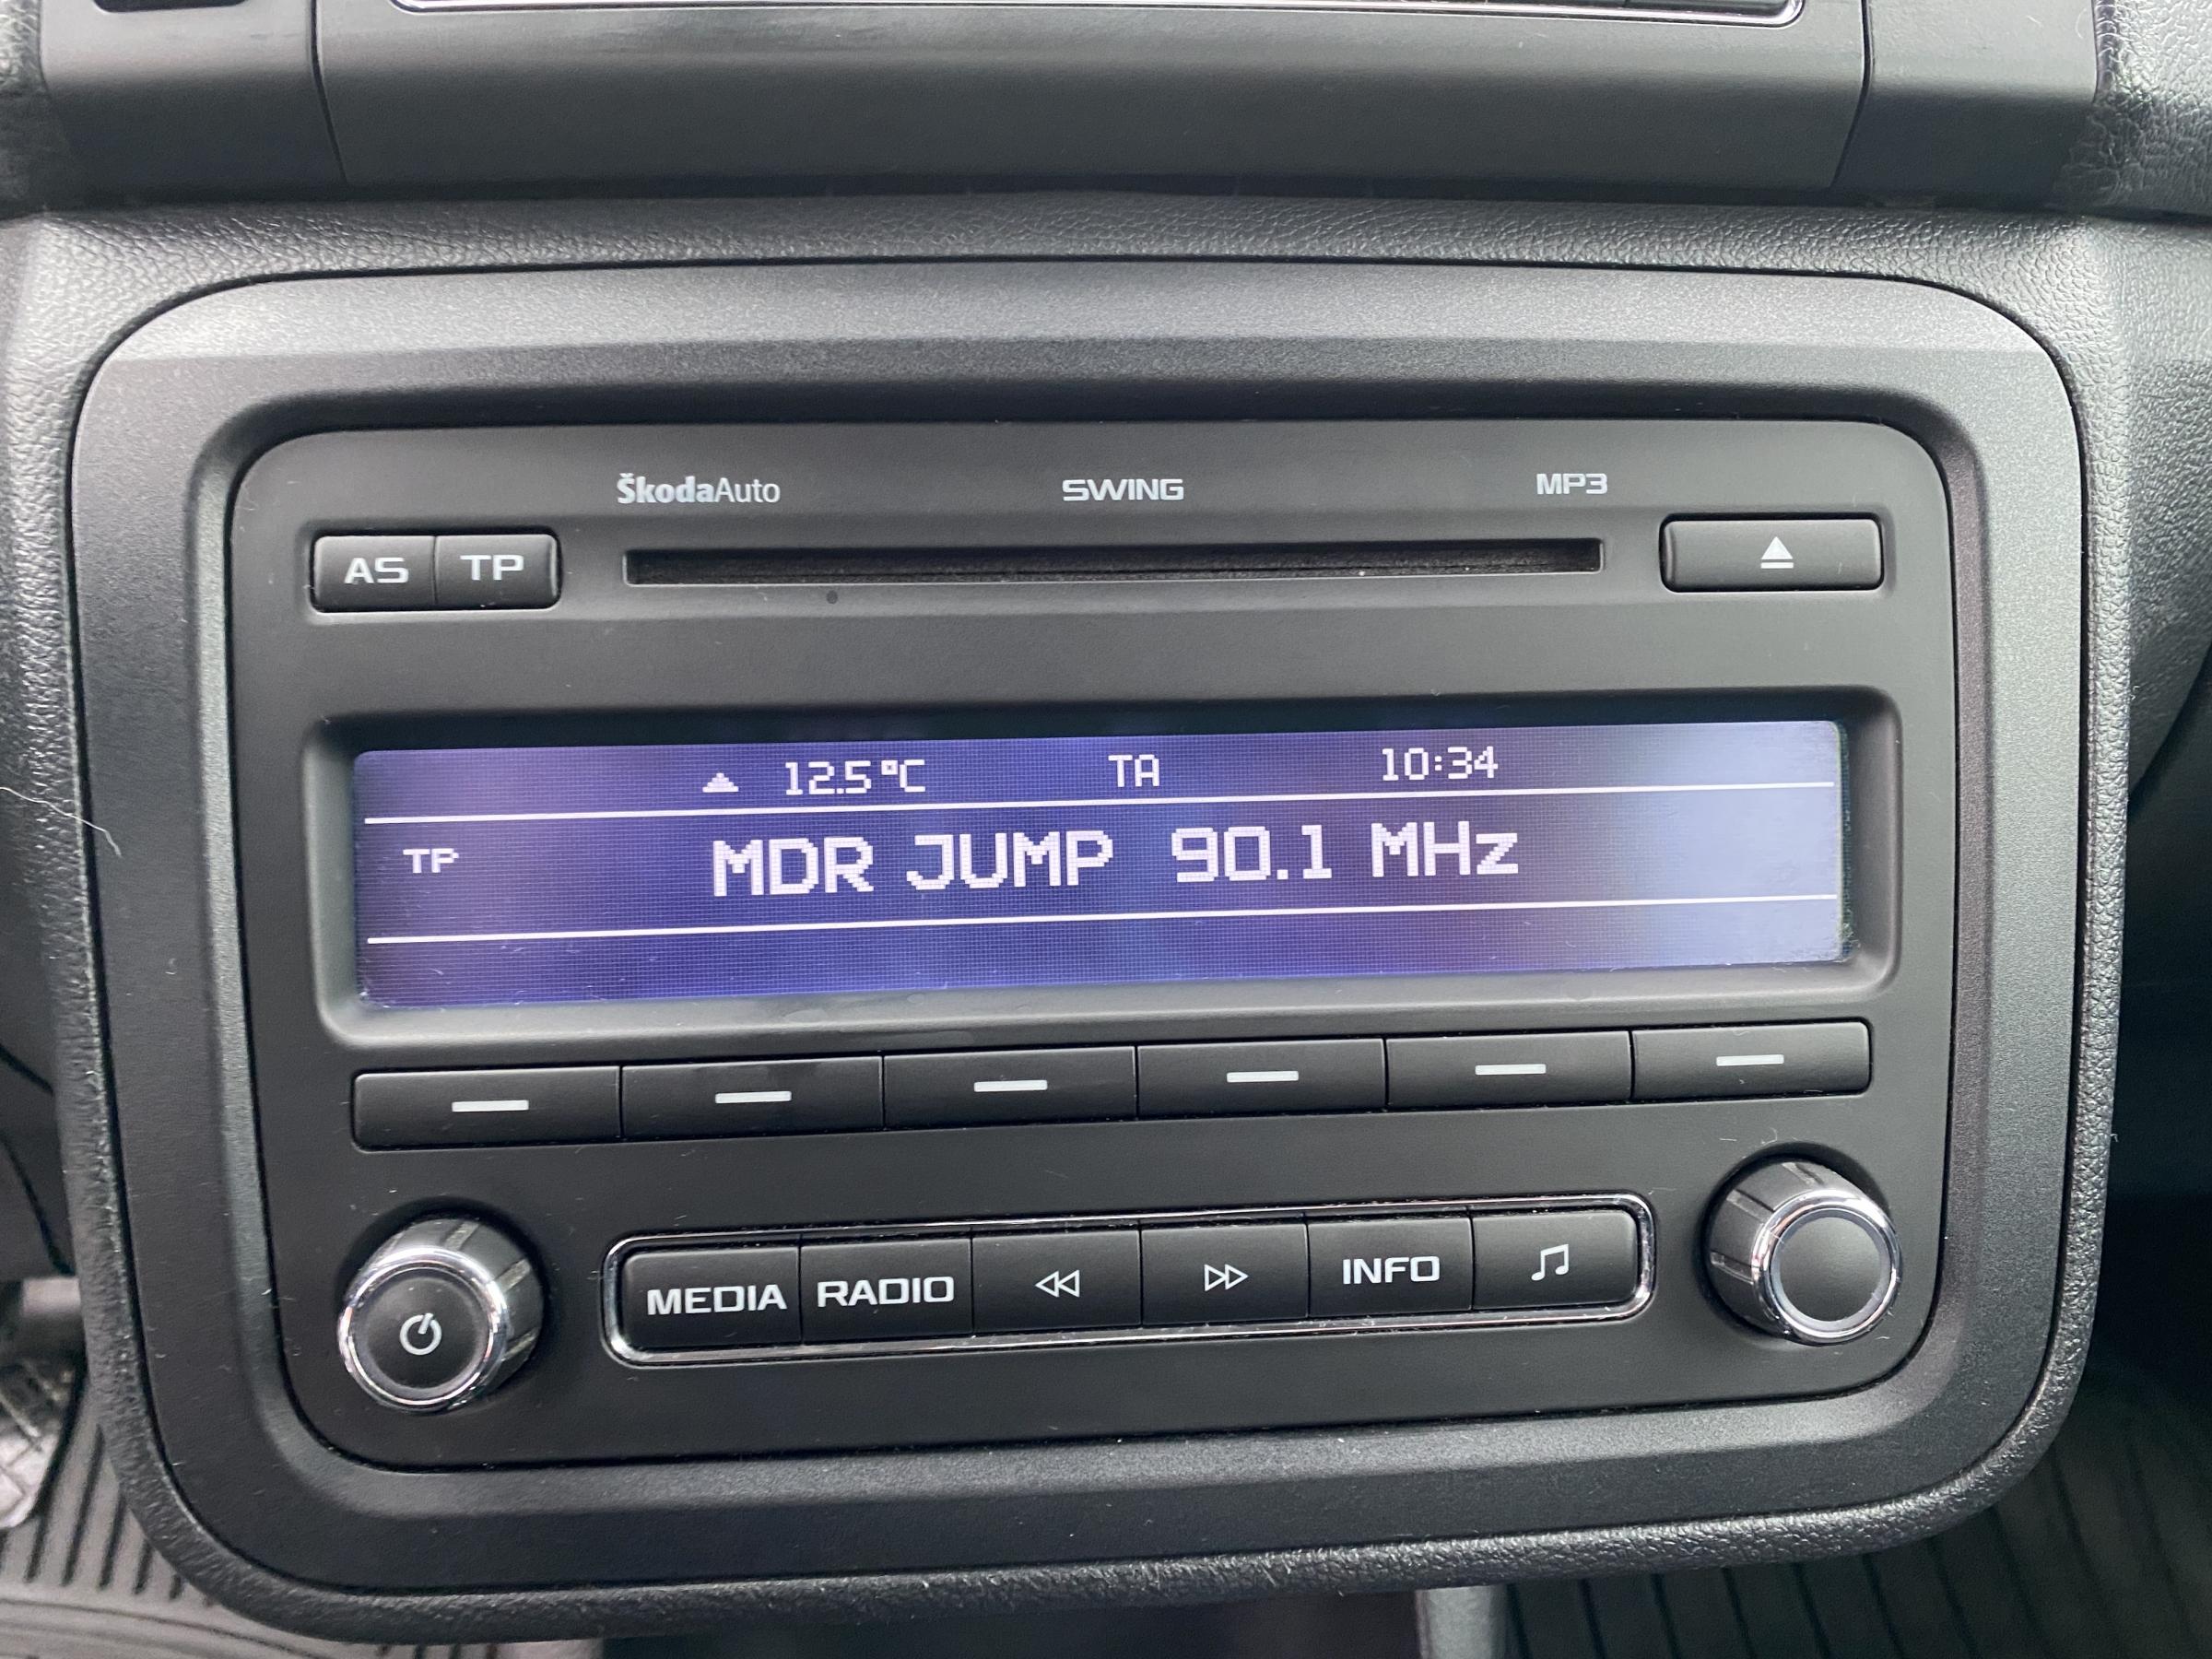 ŠkodaAuto SWING MP3
AS TP
12.5°C TA 10:34
TP MDR JUMP 90.1 MHz
MEDIA RADIO INFO